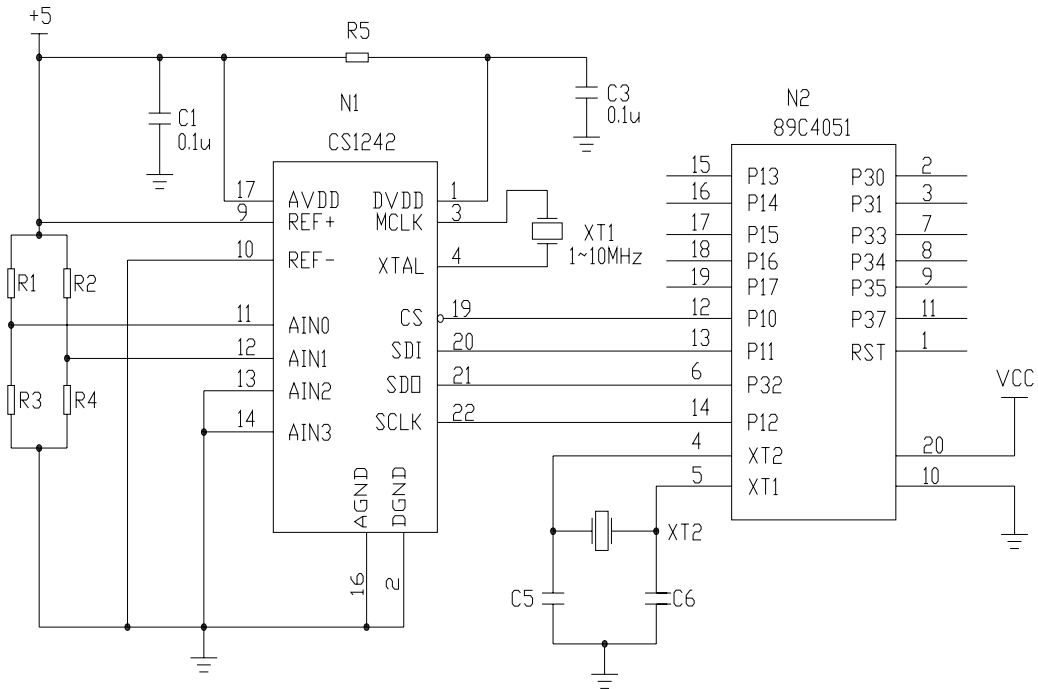 +5
R5
N1
CS1242
C1
0.1u
C3
0.1u
N2
89C4051
17
9
10
11
12
13
14
AVDD
REF+
REF-
AIN0
AIN1
AIN2
AIN3
AGND
DGND
16
2
DVDD
MCLK
XTAL
CS
SDI
SDO
SCLK
1
3
4
19
20
21
22
XT1
1~10MHz
R1
R2
R3
R4
15
16
17
18
19
12
13
6
14
4
5
P13
P14
P15
P16
P17
P10
P11
P32
P12
XT2
XT1
P30
P31
P33
P34
P35
P37
RST
2
3
7
8
9
11
1
20
10
VCC
XT2
C5
C6